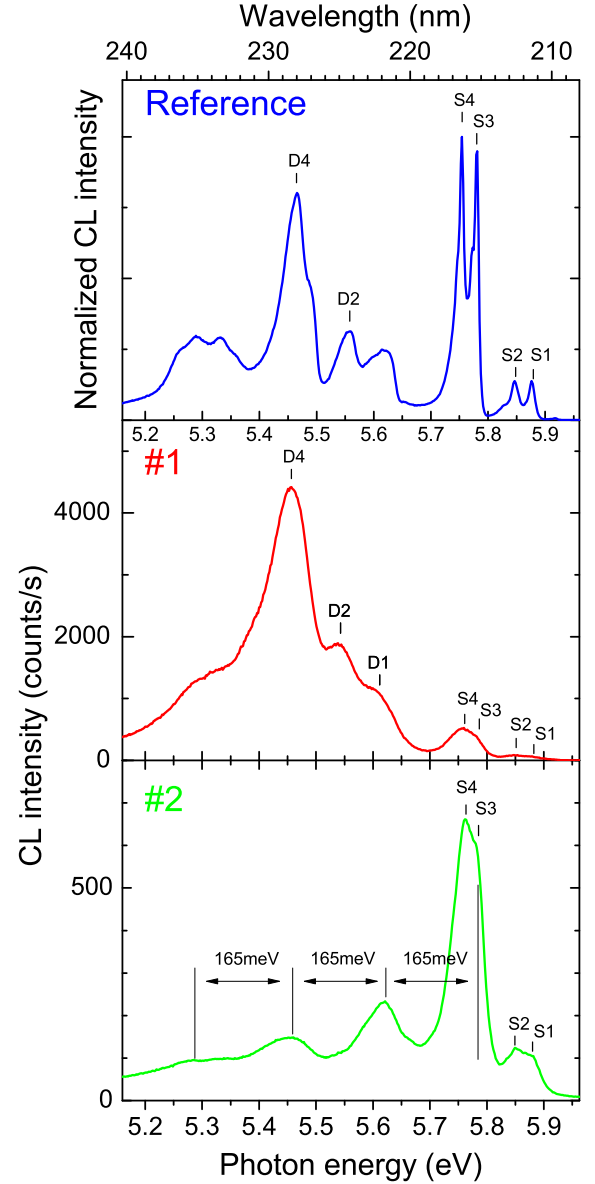 Wavelength (nm)
240 230 220 210
Normalized CL intensity
Reference
S4
S3
D4
D2
S2 S1
5.2 5.3 5.4 5.5 5.6 5.7 5.8 5.9
CL intensity (counts/s)
#1
D4
4000
D2
2000
D1
S4
S3
S2
S1
0
#2
S4
S3
500
165meV 165meV 165meV
S2
S1
0
5.2 5.3 5.4 5.5 5.6 5.7 5.8 5.9
Photon energy (eV)